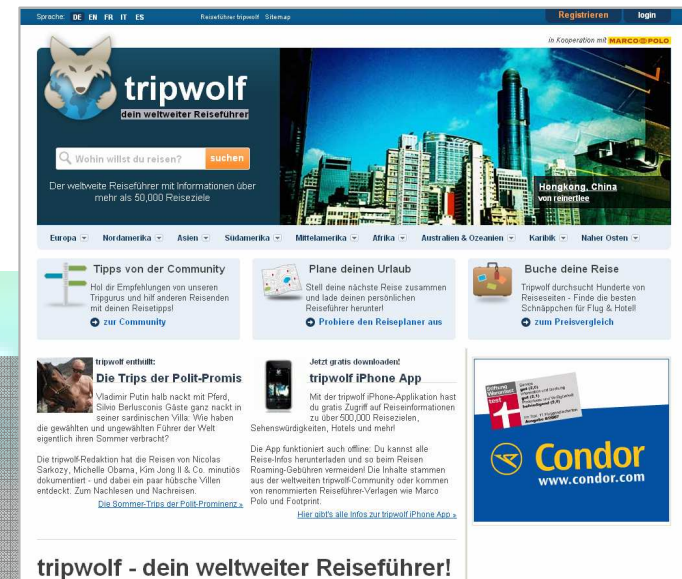 Sprache: DE EN FR IT ES Reiseführer tripwolf Sitemap Registrieren login
in Kooperation mit MARCO POLO
tripwolf
dein weltweiter Reiseführer
Wohin willst du reisen? suchen
Der weltweite Reiseführer mit Informationen über
mehr als 50,000 Reiseziele
Hongkong, China
von reinertlee
Europa Nordamerika Asien Südamerika Mittelamerika Afrika Australien & Ozeanien Karibik Naher Osten
Tipps von der Community
Hol dir Empfehlungen von unseren
Tripgurus und hilf anderen Reisenden
mit deinen Reisetipps!
zur Community
Plane deinen Urlaub
Stell deine nächste Reise zusammen
und lade deinen persönlichen
Reiseführer herunter!
Probiere den Reiseplaner aus
Buche deine Reise
Tripwolf durchsucht Hunderte von
Reiseseiten - Finde die besten
Schnäppchen für Flug & Hotel!
zum Preisvergleich
tripwolf enthüllt:
Die Trips der Polit-Promis
Vladimir Putin halb nackt mit Pferd,
Silvio Berlusconis Gäste ganz nackt in
seiner sardinischen Villa: Wie haben
die gewählten und ungewählten Führer der Welt
eigentlich ihren Sommer verbracht?
Die tripwolf-Redaktion hat die Reisen von Nicolas
Sarkozy, Michelle Obama, Kim Jong Il & Co. minutiös
dokumentiert - und dabei ein paar hübsche Villen
entdeckt. Zum Nachlesen und Nachreisen.
Die Sommer-Trips der Polit-Prominenz »
Jetzt gratis downloaden!
tripwolf iPhone App
Mit der tripwolf iPhone-Applikation hast
du gratis Zugriff auf Reiseinformationen
zu über 500,000 Reisezielen,
Sehenswürdigkeiten, Hotels und mehr!
Die App funktioniert auch offline: Du kannst alle
Reise-Infos herunterladen und so beim Reisen
Roaming-Gebühren vermeiden! Die Inhalte stammen
aus der weltweiten tripwolf-Community oder kommen
von renommierten Reiseführer-Verlagen wie Marco
Polo und Footprint.
Hier gibt's alle Infos zur tripwolf iPhone App »
Stiftung
Warentest
test
Condor
www.condor.com
tripwolf - dein weltweiter Reiseführer!